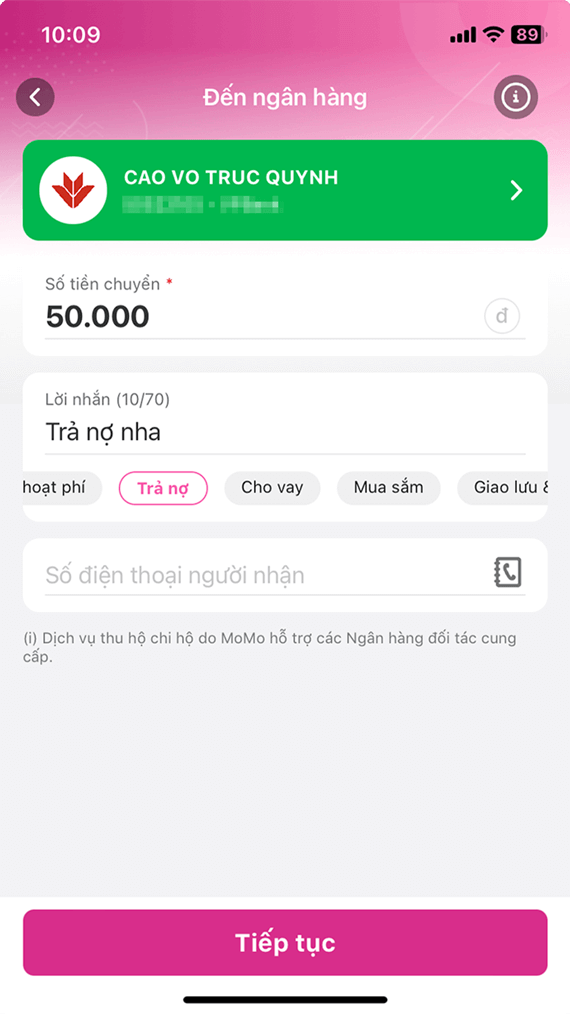 10:09
89
Đến ngân hàng
CAO VO TRUC QUYNH
Số tiền chuyển *
50.000
đ
Lời nhắn (10/70)
Trả nợ nha
hoạt phí
Trả nợ
Cho vay
Mua sắm
Giao lưu &
Số điện thoại người nhận
(i) Dịch vụ thu hộ chi hộ do MoMo hỗ trợ các Ngân hàng đối tác cung
cấp.
Tiếp tục